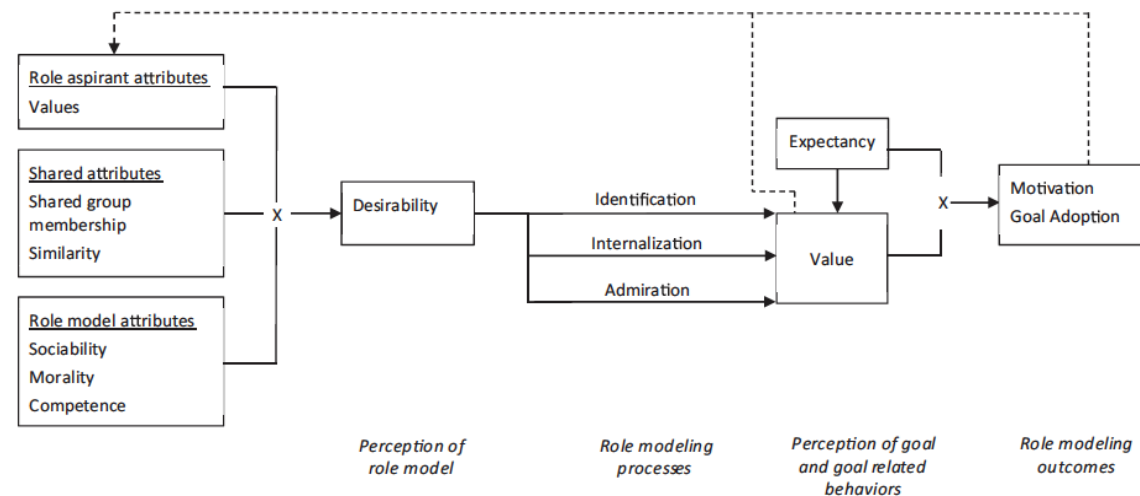 Role aspirant attributes
Values
Shared attributes
Shared group
membership
Similarity
Role model attributes
Sociability
Morality
Competence
X
Desirability
Identification
Internalization
Admiration
Expectancy
Value
X
Motivation
Goal Adoption
Perception of
role model
Role modeling
processes
Perception of goal
and goal related
behaviors
Role modeling
outcomes